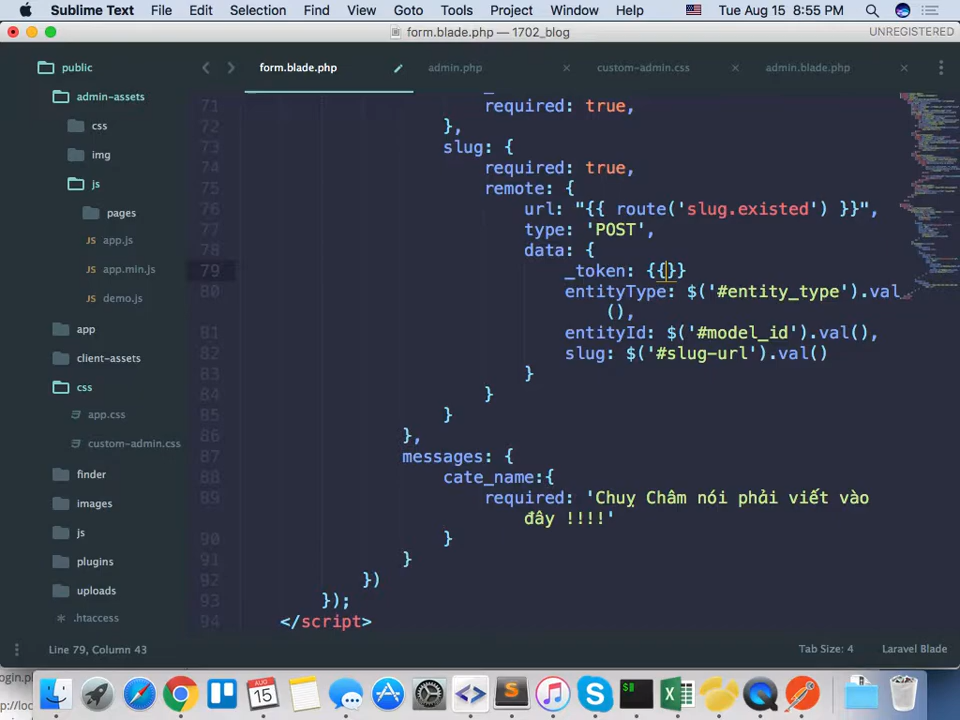 Sublime Text File Edit Selection Find View Goto Tools Project Window Help Tue Aug 15 8:55 PM
form.blade.php — 1702_blog UNREGISTERED
public
form.blade.php admin.php custom-admin.css admin.blade.php
admin-assets
css
img
js
pages
app.js
app.min.js
demo.js
app
client-assets
css
app.css
custom-admin.css
finder
images
js
plugins
uploads
.htaccess
71 required: true,
72 },
73 slug: {
74 required: true,
75 remote: {
76 url: "{{ route('slug.existed') }}",
77 type: 'POST',
78 data: {
79 _token: {{}}
80 entityType: $('#entity_type').val
(),
81 entityId: $('#model_id').val(),
82 slug: $('#slug-url').val()
83 }
84 }
85 }
86 },
87 messages: {
88 cate_name:{
89 required: 'Chuỵ Châm nói phải viết vào
đây !!!!'
90 }
91 }
92 })
93 });
94 </script>
Line 79, Column 43 Tab Size: 4 Laravel Blade
15